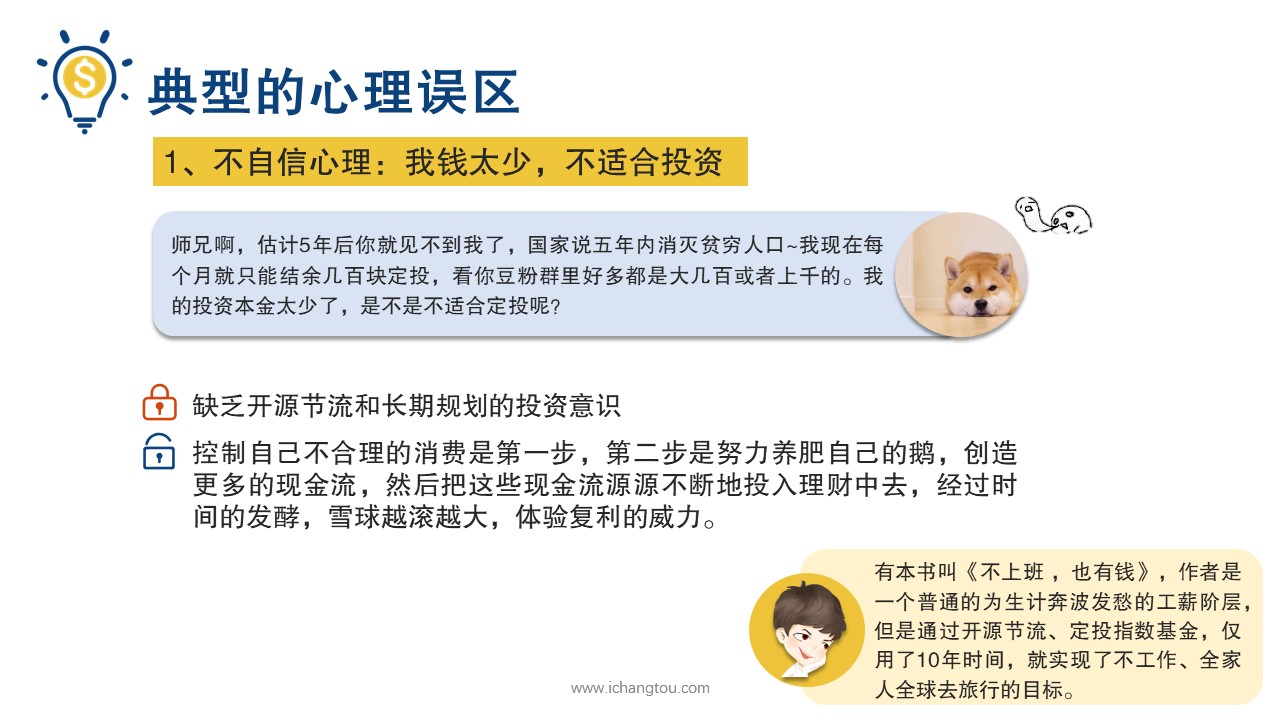 典型的心理误区
1、不自信心理：我钱太少，不适合投资
师兄啊，估计5年后你就见不到我了，国家说五年内消灭贫穷人口~我现在每
个月就只能结余几百块定投，看你豆粉群里好多都是大几百或者上千的。我
的投资本金太少了，是不是不适合定投呢?
缺乏开源节流和长期规划的投资意识
控制自己不合理的消费是第一步，第二步是努力养肥自己的鹅，创造
更多的现金流，然后把这些现金流源源不断地投入理财中去，经过时
间的发酵，雪球越滚越大，体验复利的威力。
有本书叫《不上班，也有钱》，作者是
一个普通的为生计奔波发愁的工薪阶层，
但是通过开源节流、定投指数基金，仅
用了10年时间，就实现了不工作、全家
人全球去旅行的目标。
www.ichangtou.com